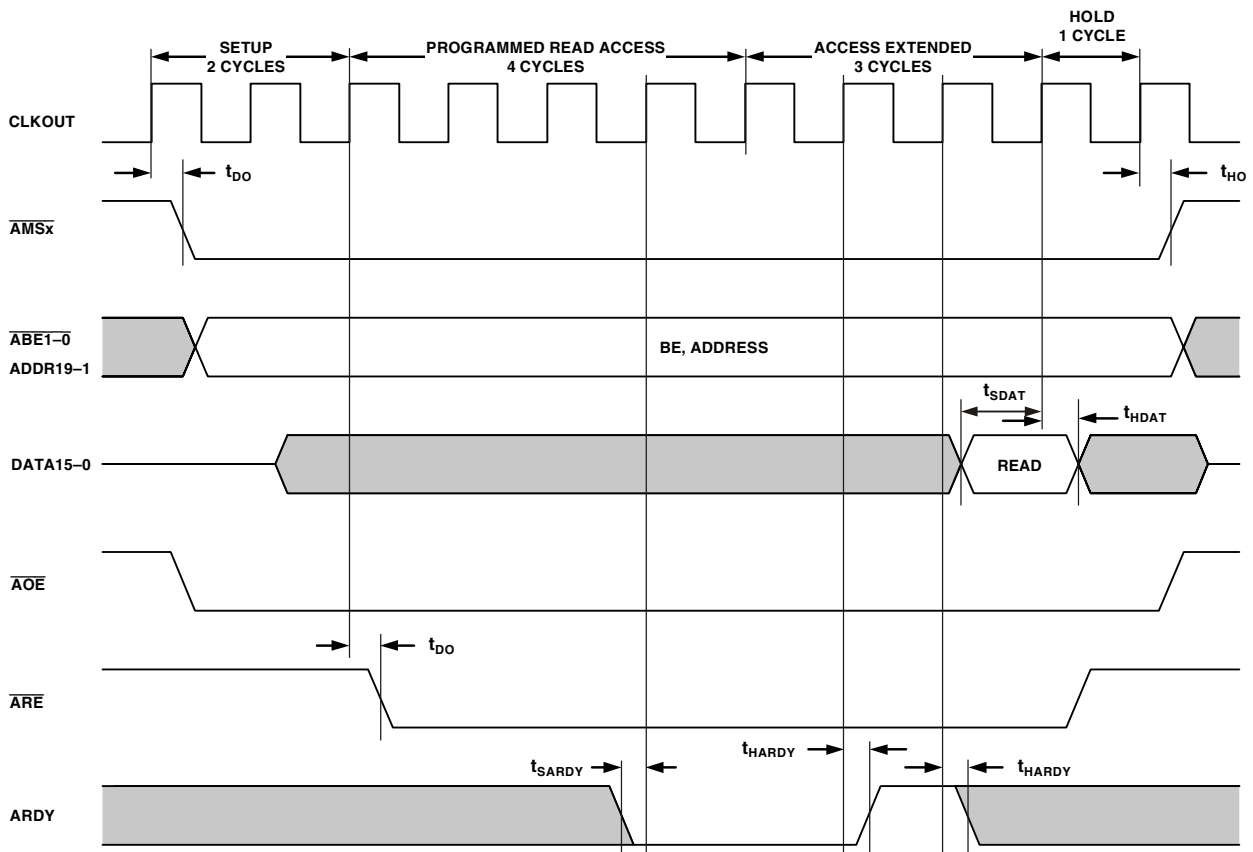 SETUP
2 CYCLES
PROGRAMMED READ ACCESS
4 CYCLES
ACCESS EXTENDED
3 CYCLES
HOLD
1 CYCLE
CLKOUT
tDO
tHO
AMSx
ABE1–0
ADDR19–1
BE, ADDRESS
tSDAT
tHDAT
DATA15–0
READ
AOE
tDO
ARE
tSARDY
tHARDY
tHARDY
ARDY